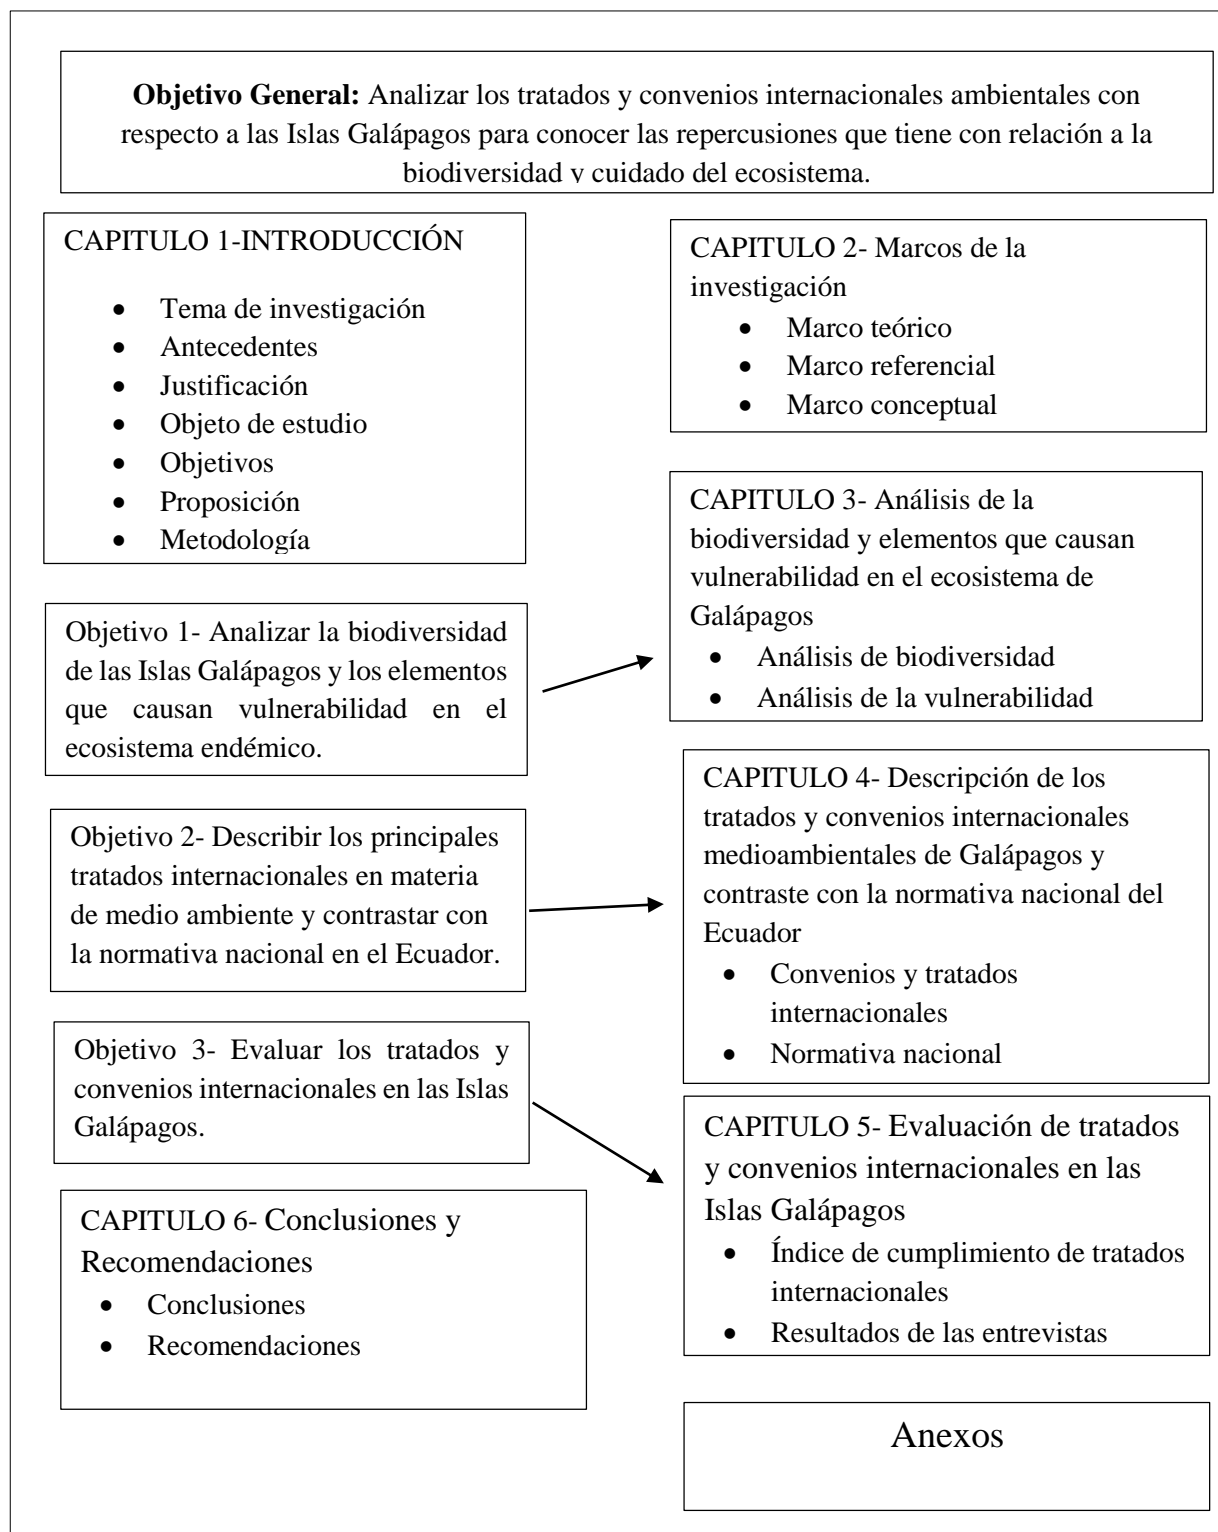 Objetivo General: Analizar los tratados y convenios internacionales ambientales con
respecto a las Islas Galápagos para conocer las repercusiones que tiene con relación a la
biodiversidad y cuidado del ecosistema.
CAPITULO 1-INTRODUCCIÓN
• Tema de investigación
• Antecedentes
• Justificación
• Objeto de estudio
• Objetivos
• Proposición
• Metodología
CAPITULO 2- Marcos de la
investigación
• Marco teórico
• Marco referencial
• Marco conceptual
Objetivo 1- Analizar la biodiversidad
de las Islas Galápagos y los elementos
que causan vulnerabilidad en el
ecosistema endémico.
CAPITULO 3- Análisis de la
biodiversidad y elementos que causan
vulnerabilidad en el ecosistema de
Galápagos
• Análisis de biodiversidad
• Análisis de la vulnerabilidad
Objetivo 2- Describir los principales
tratados internacionales en materia
de medio ambiente y contrastar con
la normativa nacional en el Ecuador.
CAPITULO 4- Descripción de los
tratados y convenios internacionales
medioambientales de Galápagos y
contraste con la normativa nacional del
Ecuador
• Convenios y tratados
internacionales
• Normativa nacional
Objetivo 3- Evaluar los tratados y
convenios internacionales en las Islas
Galápagos.
CAPITULO 5- Evaluación de tratados
y convenios internacionales en las
Islas Galápagos
• Índice de cumplimiento de tratados
internacionales
• Resultados de las entrevistas
CAPITULO 6- Conclusiones y
Recomendaciones
• Conclusiones
• Recomendaciones
Anexos